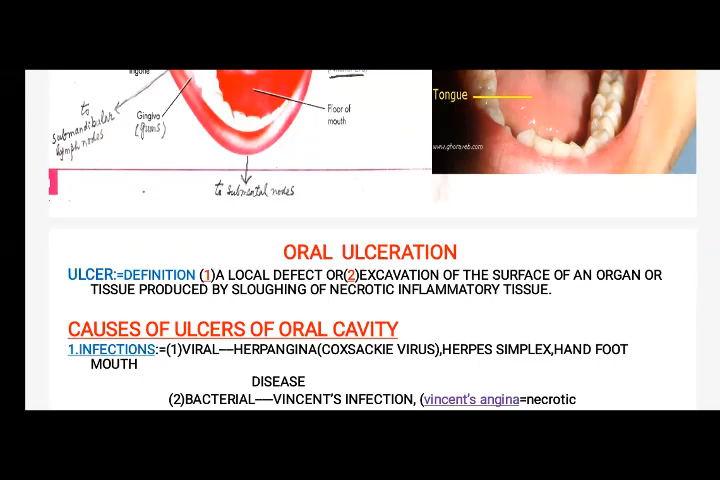 to
submandibular
lymph nodes
Gingiva
(gums)
Floor of
mouth
to submental nodes
Tongue
www.ghorayeb.com
ORAL ULCERATION
ULCER:=DEFINITION (1)A LOCAL DEFECT OR(2)EXCAVATION OF THE SURFACE OF AN ORGAN OR
TISSUE PRODUCED BY SLOUGHING OF NECROTIC INFLAMMATORY TISSUE.
CAUSES OF ULCERS OF ORAL CAVITY
1.INFECTIONS:=(1)VIRAL––HERPANGINA(COXSACKIE VIRUS),HERPES SIMPLEX,HAND FOOT
MOUTH
DISEASE
(2)BACTERIAL––VINCENT'S INFECTION, (vincent's angina=necrotic